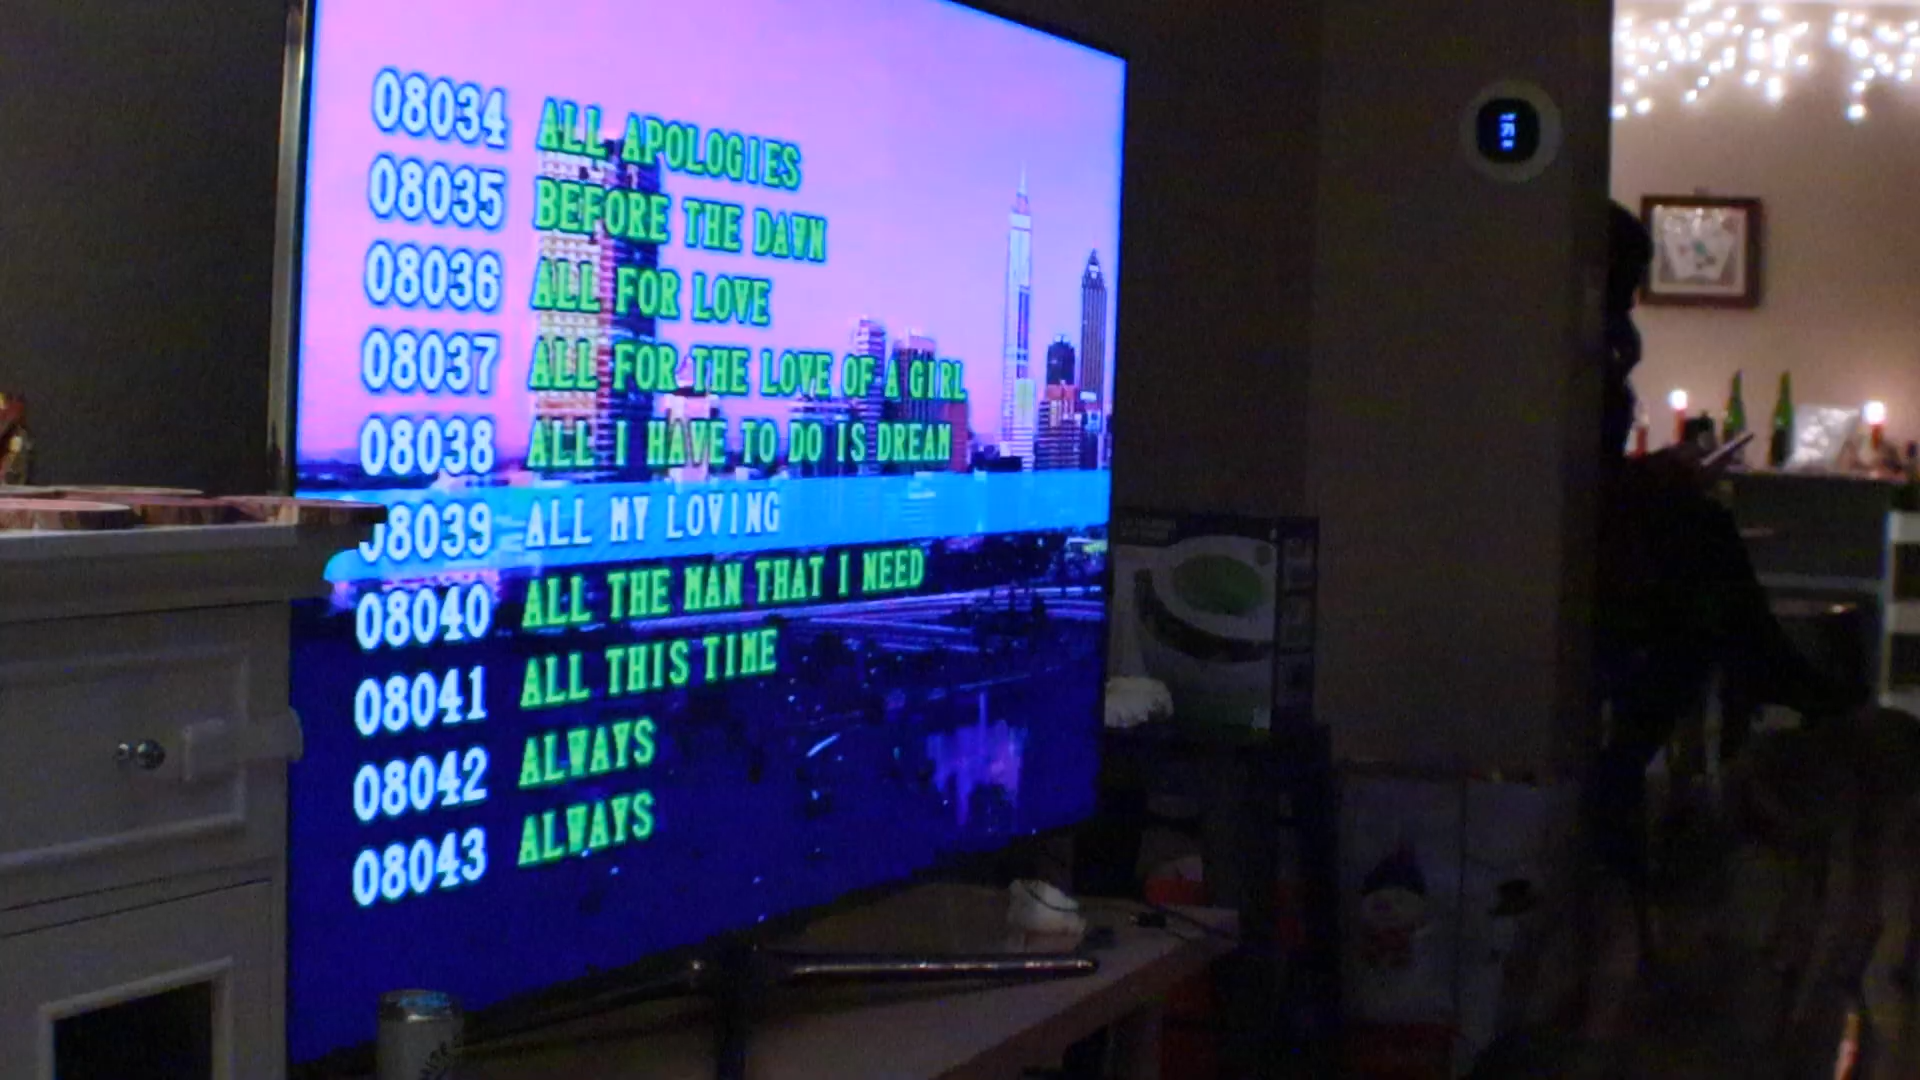 08034 ALL APOLOGIES
08035 BEFORE THE DAWN
08036 ALL FOR LOVE
08037 ALL FOR THE LOVE OF A GIRL
08038 ALL I HAVE TO DO IS DREAM
08039 ALL MY LOVING
08040 ALL THE MAN THAT I NEED
08041 ALL THIS TIME
08042 ALWAYS
08043 ALWAYS